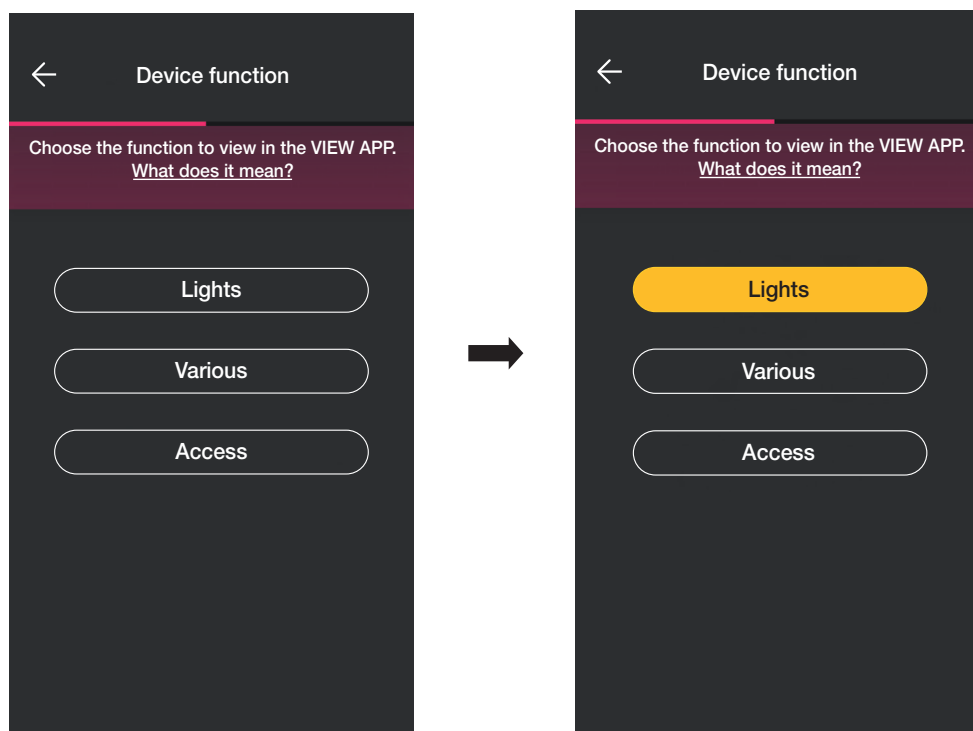 Device function
Choose the function to view in the VIEW APP.
What does it mean?
Lights
Various
Access
Device function
Choose the function to view in the VIEW APP.
What does it mean?
Lights
Various
Access